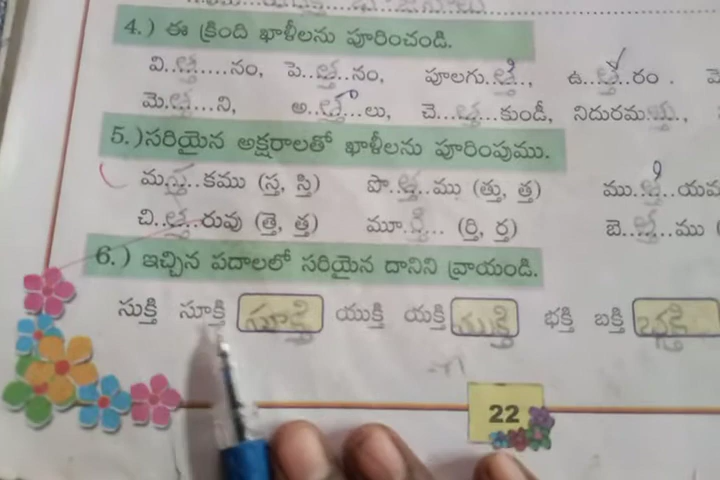 4.) ఈ క్రింది ఖాళీలను పూరించండి.
వి..త్త......నం, పె...త్త...నం, పూలగు..త్తి.., ఉ...త్త..రం .
మె...త్త....ని, అ...త్త...లు, చె...త్త...కుండీ, నిదురమ..త్తు..,
5.)సరియైన అక్షరాలతో ఖాళీలను పూరింపుము.
మ..స్త...కము (స్త, స్తి) పొ...త్త...ము (త్తు, త్త) ము..త్తి...యవ
చి..త్త...రువు (త్తె, త్త) మూ..ర్తి... (ర్తి, ర్త) బె...త్త...ము (
6.) ఇచ్చిన పదాలలో సరియైన దానిని వ్రాయండి.
సుక్తి సూక్తి సూక్తి యుక్తి యక్తి యుక్తి భక్తి బక్తి భక్తి
22